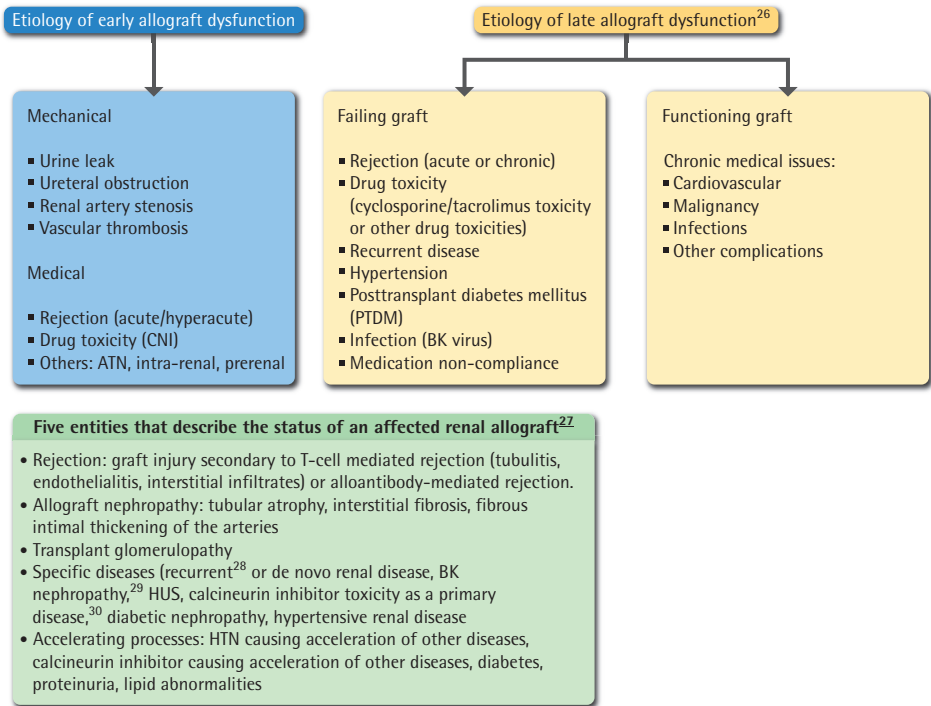 Etiology of early allograft dysfunction
Etiology of late allograft dysfunction26
Mechanical
▪ Urine leak
▪ Ureteral obstruction
▪ Renal artery stenosis
▪ Vascular thrombosis
Medical
▪ Rejection (acute/hyperacute)
▪ Drug toxicity (CNI)
▪ Others: ATN, intra-renal, prerenal
Failing graft
▪ Rejection (acute or chronic)
▪ Drug toxicity
(cyclosporine/tacrolimus toxicity
or other drug toxicities)
▪ Recurrent disease
▪ Hypertension
▪ Posttransplant diabetes mellitus
(PTDM)
▪ Infection (BK virus)
▪ Medication non-compliance
Functioning graft
Chronic medical issues:
▪ Cardiovascular
▪ Malignancy
▪ Infections
▪ Other complications
Five entities that describe the status of an affected renal allograft27
• Rejection: graft injury secondary to T-cell mediated rejection (tubulitis,
endothelialitis, interstitial infiltrates) or alloantibody-mediated rejection.
• Allograft nephropathy: tubular atrophy, interstitial fibrosis, fibrous
intimal thickening of the arteries
• Transplant glomerulopathy
• Specific diseases (recurrent28 or de novo renal disease, BK
nephropathy,29 HUS, calcineurin inhibitor toxicity as a primary
disease,30 diabetic nephropathy, hypertensive renal disease
• Accelerating processes: HTN causing acceleration of other diseases,
calcineurin inhibitor causing acceleration of other diseases, diabetes,
proteinuria, lipid abnormalities